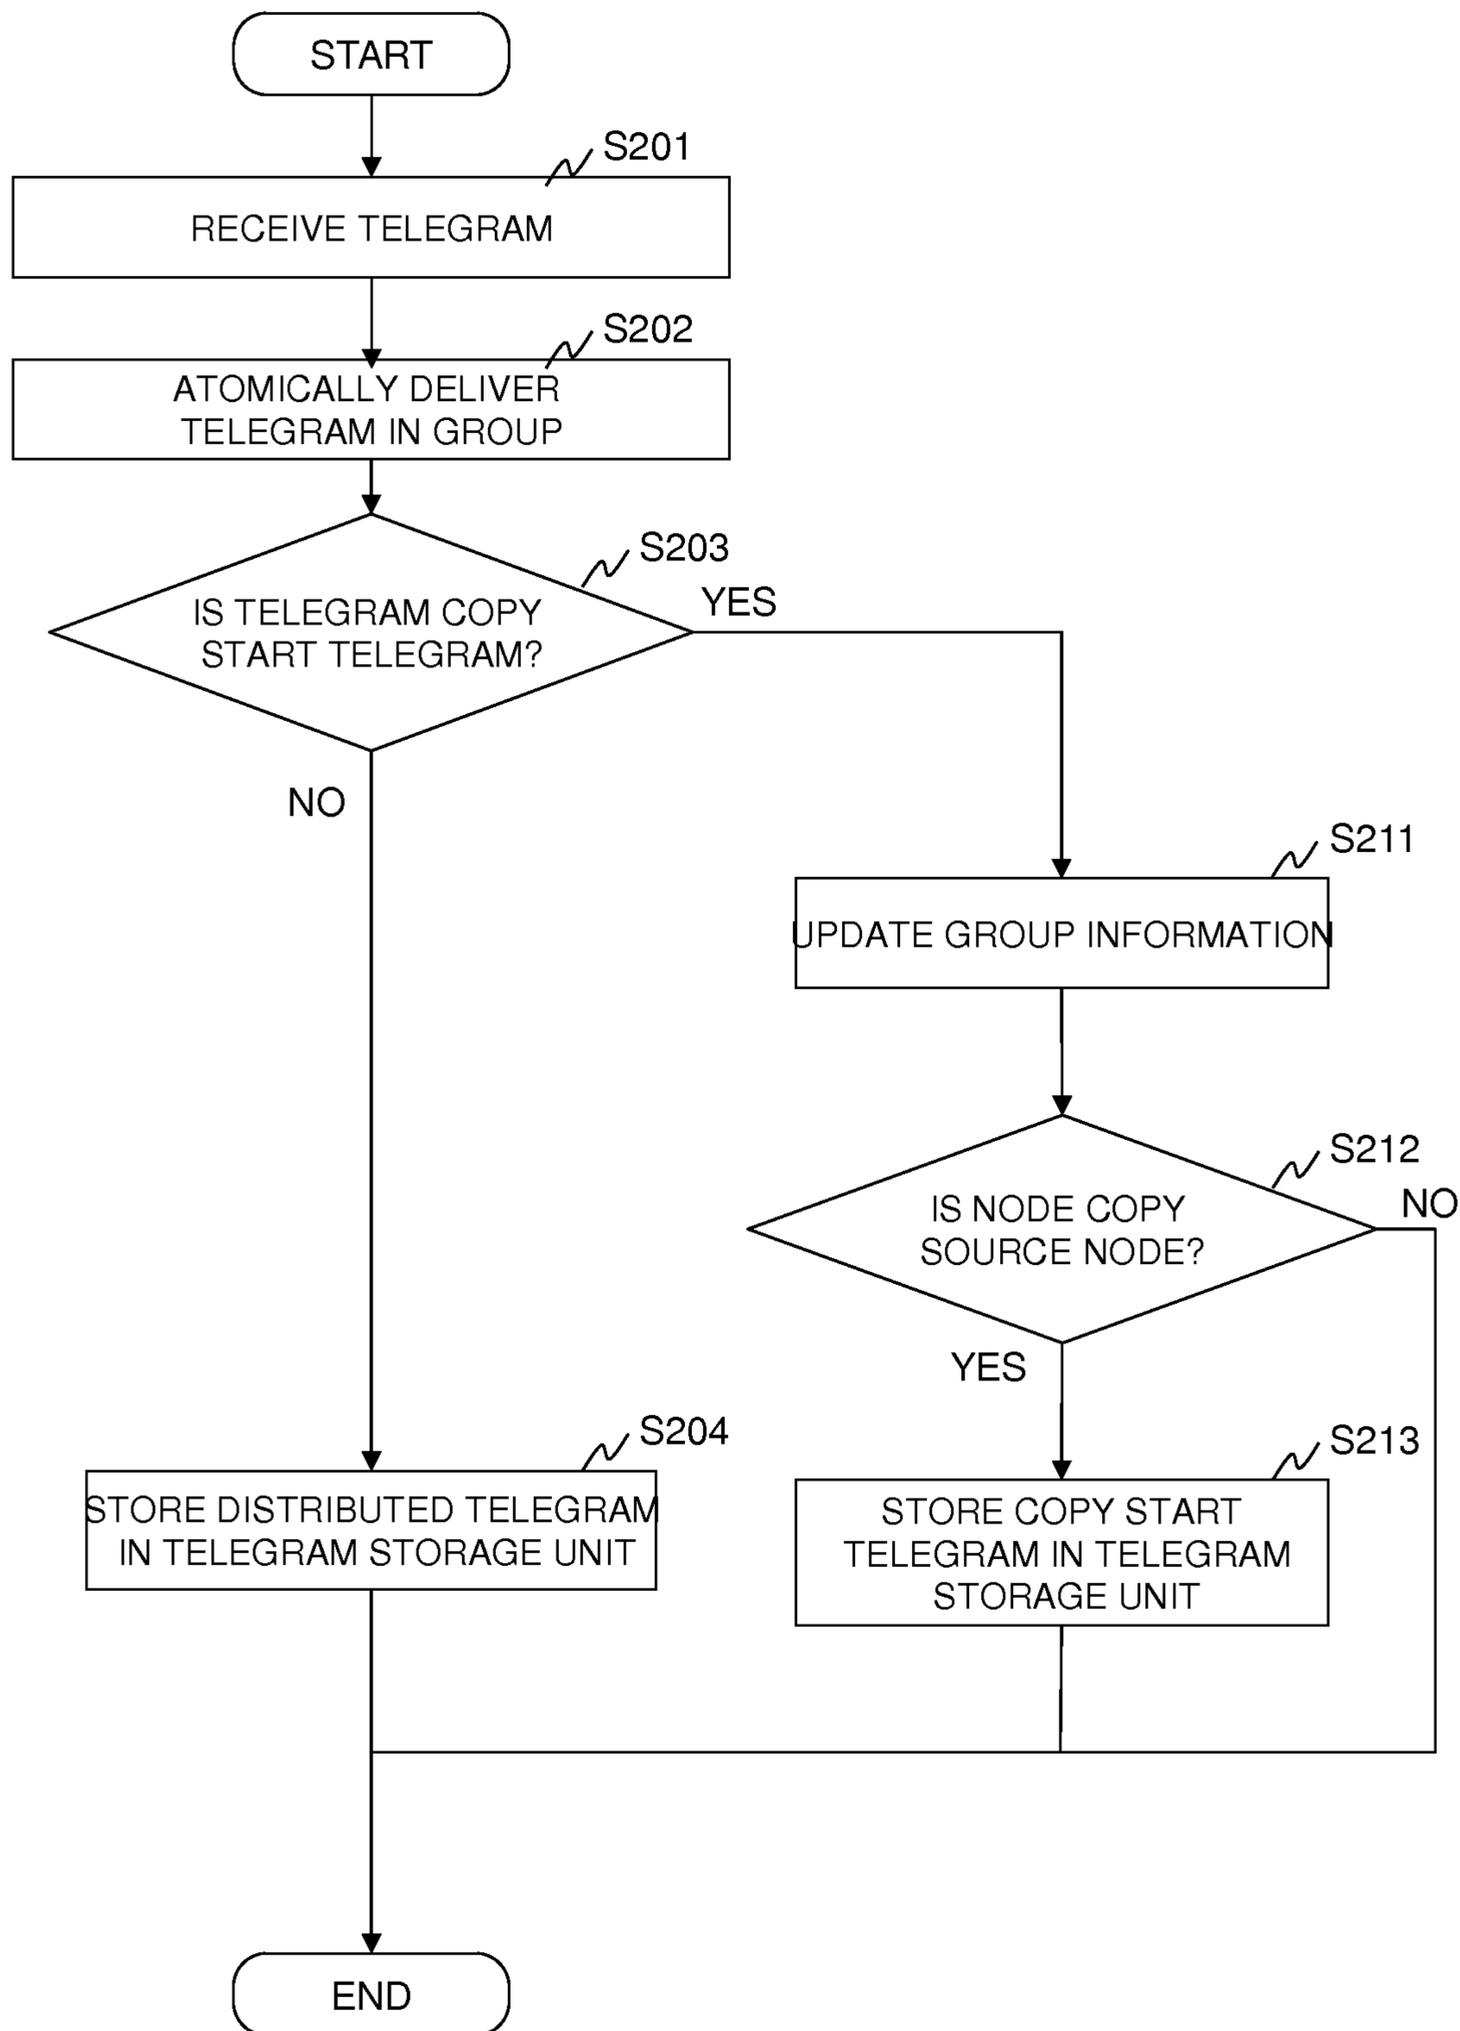 START
S201
RECEIVE TELEGRAM
S202
ATOMICALLY DELIVER
TELEGRAM IN GROUP
S203
IS TELEGRAM COPY
START TELEGRAM?
YES
NO
S211
UPDATE GROUP INFORMATION
S212
IS NODE COPY
SOURCE NODE?
NO
YES
S204
STORE DISTRIBUTED TELEGRAM
IN TELEGRAM STORAGE UNIT
S213
STORE COPY START
TELEGRAM IN TELEGRAM
STORAGE UNIT
END